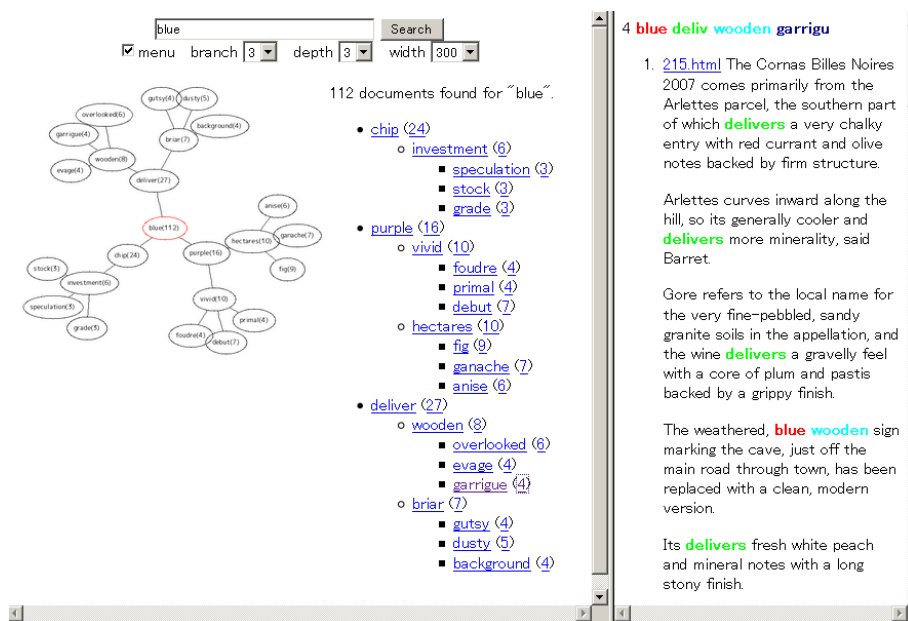 blue Search
menu branch 3 depth 3 width 300
gutsy(4) dusty(5)
overlooked(6)
background(4)
garrigue(4)
briar(7)
wooden(8)
evage(4)
deliver(27)
anise(6)
blue(112)
hectares(10) ganache(7)
chip(24) purple(16)
stock(3) fig(9)
investment(6)
vivid(10)
speculation(3)
primal(4)
grade(3) foudre(4)
debut(7)
112 documents found for "blue".
• chip (24)
○ investment (6)
■ speculation (3)
■ stock (3)
■ grade (3)
• purple (16)
○ vivid (10)
■ foudre (4)
■ primal (4)
■ debut (7)
○ hectares (10)
■ fig (9)
■ ganache (7)
■ anise (6)
• deliver (27)
○ wooden (8)
■ overlooked (6)
■ evage (4)
■ garrigue (4)
○ briar (7)
■ gutsy (4)
■ dusty (5)
■ background (4)
4 blue deliv wooden garrigu
1. 215.html The Cornas Billes Noires
2007 comes primarily from the
Arlettes parcel, the southern part
of which delivers a very chalky
entry with red currant and olive
notes backed by firm structure.
Arlettes curves inward along the
hill, so its generally cooler and
delivers more minerality, said
Barret.
Gore refers to the local name for
the very fine-pebbled, sandy
granite soils in the appellation, and
the wine delivers a gravelly feel
with a core of plum and pastis
backed by a grippy finish.
The weathered, blue wooden sign
marking the cave, just off the
main road through town, has been
replaced with a clean, modern
version.
Its delivers fresh white peach
and mineral notes with a long
stony finish.